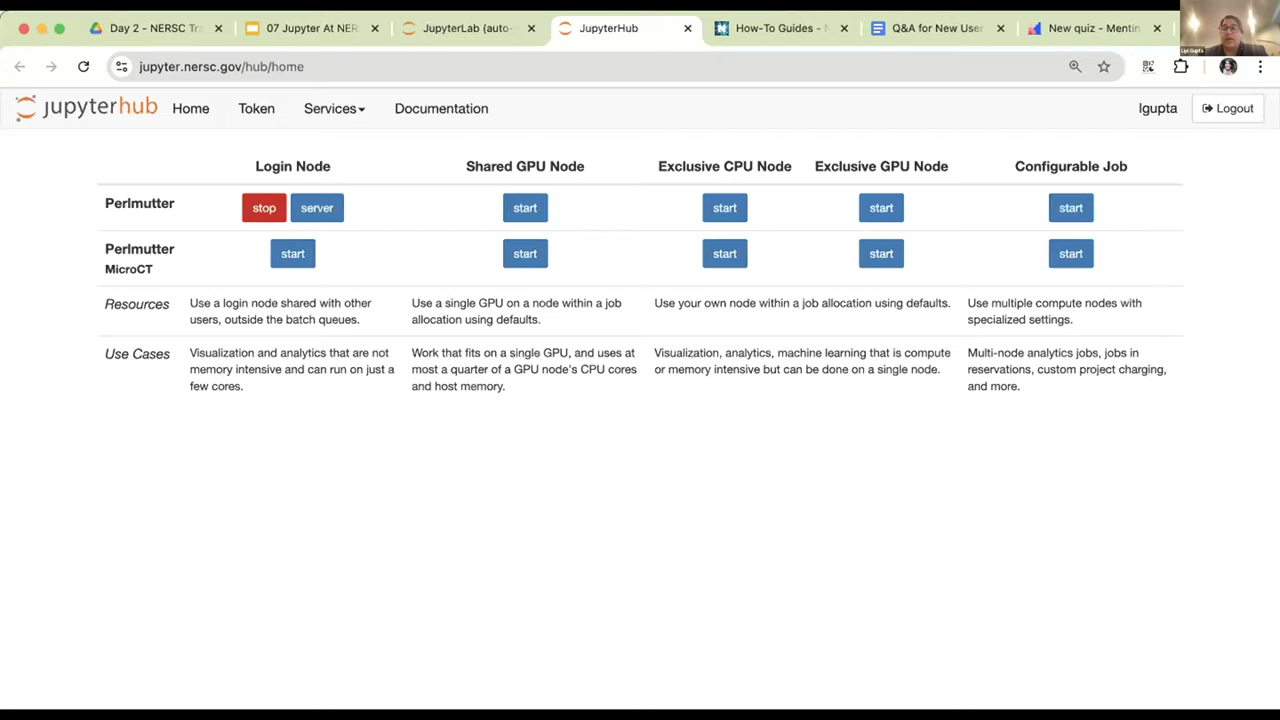 Day 2 - NERSC Tra
07 Jupyter At NER
JupyterLab (auto-
JupyterHub
How-To Guides - N
Q&A for New User
New quiz - Mentim
Lipi Gupta
jupyter.nersc.gov/hub/home
jupyterhub Home Token Services Documentation lgupta Logout
Login Node Shared GPU Node Exclusive CPU Node Exclusive GPU Node Configurable Job
Perlmutter stop server start start start start
Perlmutter
MicroCT
start start start start start
Resources
Use a login node shared with other
users, outside the batch queues.
Use a single GPU on a node within a job
allocation using defaults.
Use your own node within a job allocation using defaults.
Use multiple compute nodes with
specialized settings.
Use Cases
Visualization and analytics that are not
memory intensive and can run on just a
few cores.
Work that fits on a single GPU, and uses at
most a quarter of a GPU node's CPU cores
and host memory.
Visualization, analytics, machine learning that is compute
or memory intensive but can be done on a single node.
Multi-node analytics jobs, jobs in
reservations, custom project charging,
and more.